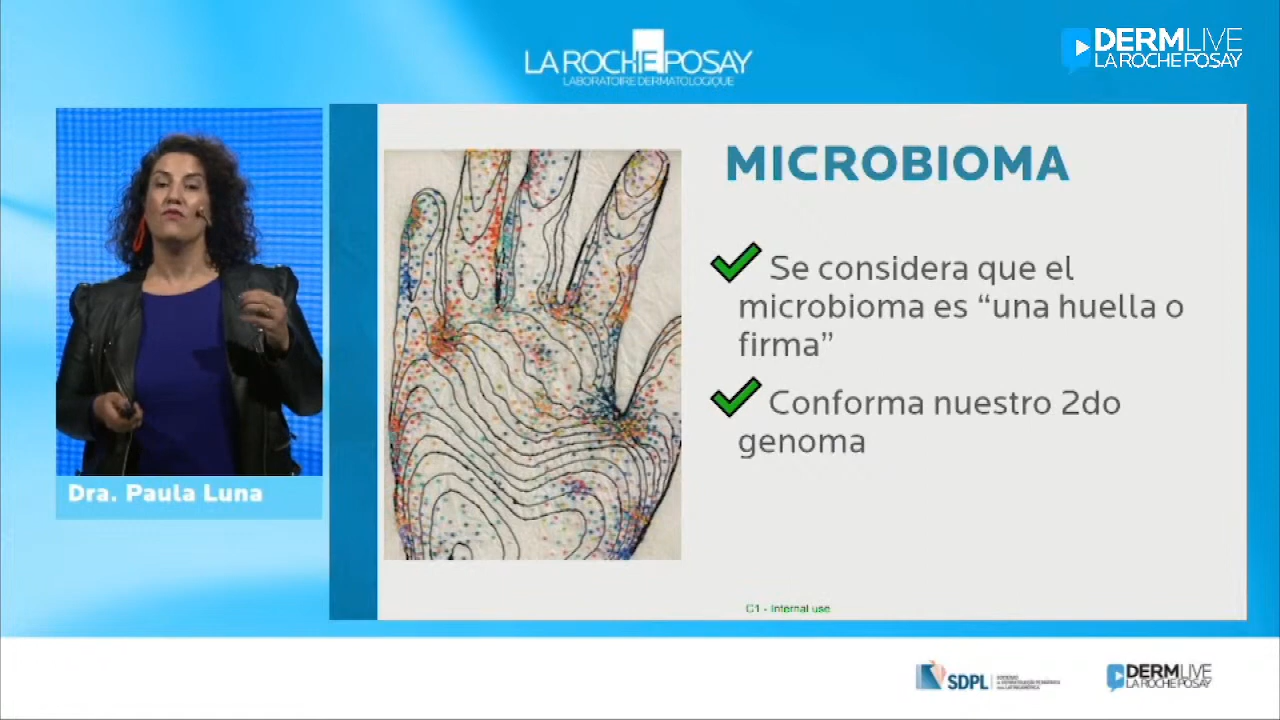 LA ROCHE POSAY
LABORATOIRE DERMATOLOGIQUE
DERMLIVE
LA ROCHE POSAY
MICROBIOMA
Se considera que el
microbioma es “una huella o
firma”
Conforma nuestro 2do
genoma
Dra. Paula Luna
C1 - Internal use
SDPL
DERMLIVE
LA ROCHE POSAY